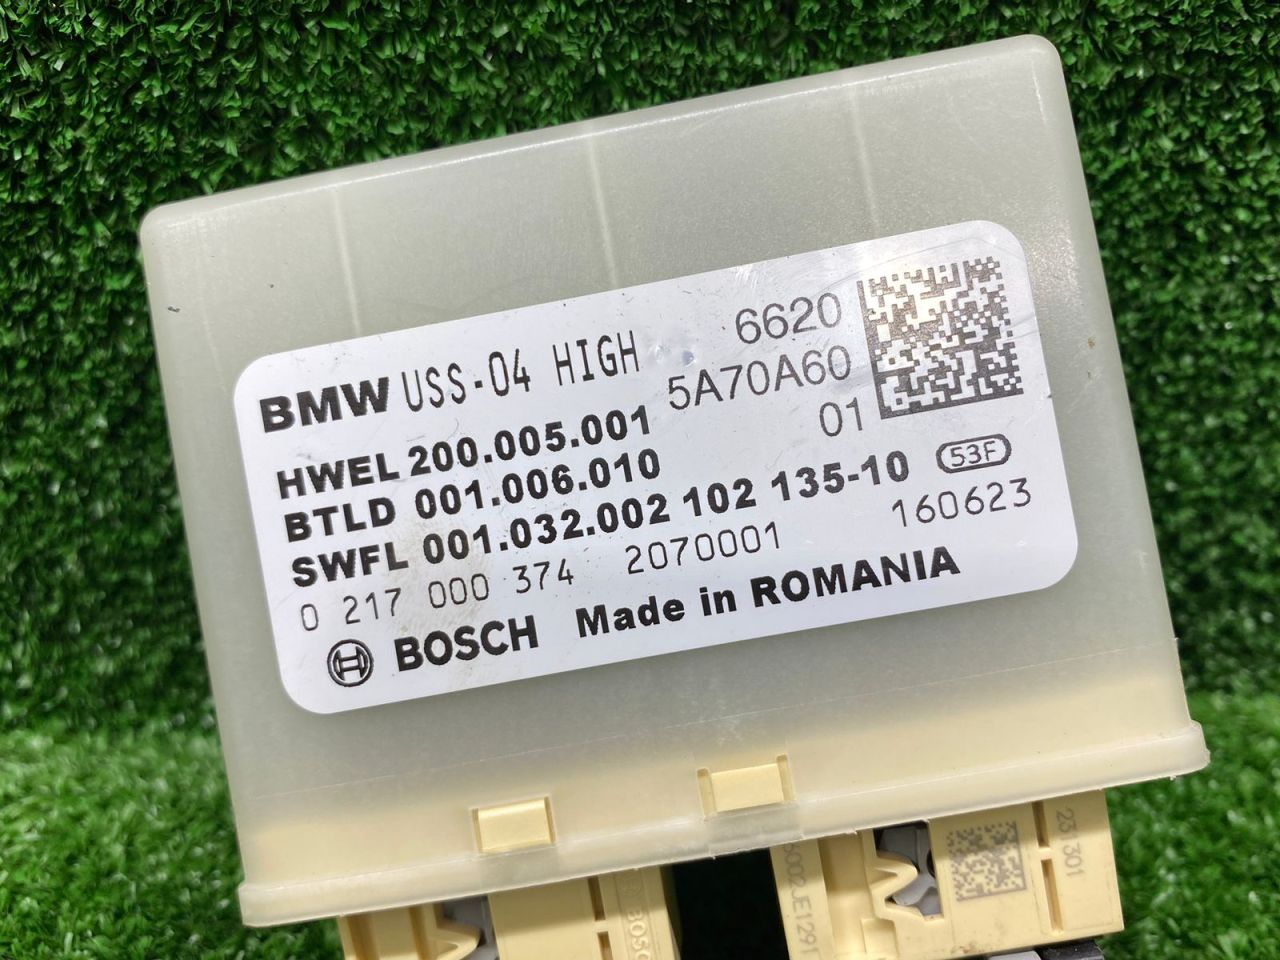 BMW USS-04 HIGH 6620
5A70A60
01
HWEL 200.005.001
BTLD 001.006.010
SWFL 001.032.002 102 135-10 53F
0 217 000 374 2070001 160623
BOSCH Made in ROMANIA
231301